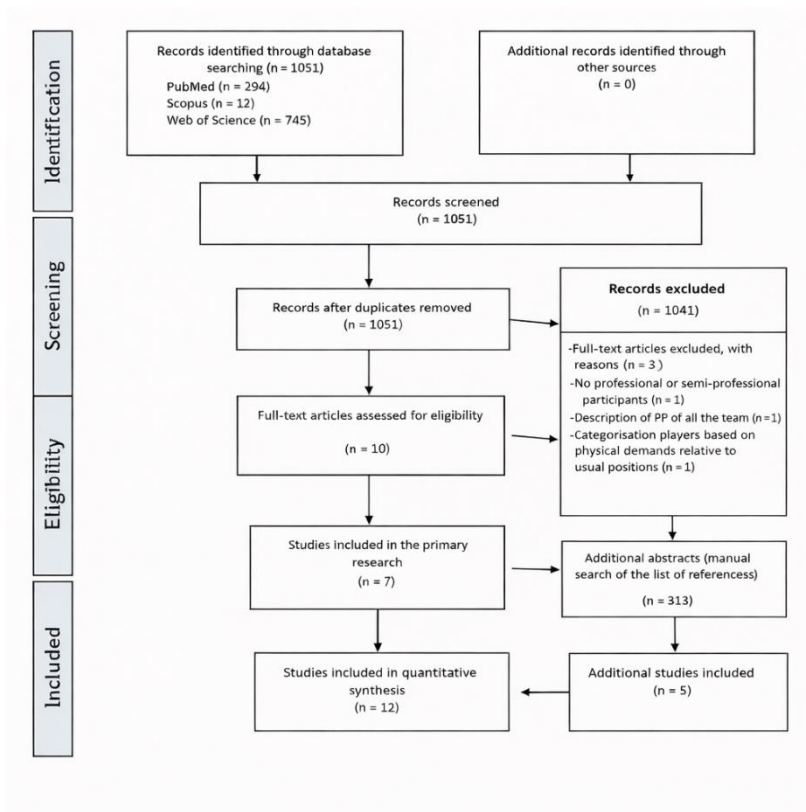 Identification
Records identified through database
searching (n = 1051)
PubMed (n = 294)
Scopus (n = 12)
Web of Science (n = 745)
Additional records identified through
other sources
(n = 0)
Records screened
(n = 1051)
Screening
Records after duplicates removed
(n = 1051)
Records excluded
(n = 1041)
-Full-text articles excluded, with
reasons (n = 3 )
-No professional or semi-professional
participants (n = 1)
-Description of PP of all the team (n=1)
-Categorisation players based on
physical demands relative to
usual positions (n = 1)
Eligibility
Full-text articles assessed for eligibility
(n = 10)
Studies included in the primary
research
(n = 7)
Additional abstracts (manual
search of the list of referencess)
(n = 313)
Included
Studies included in quantitative
synthesis
(n = 12)
Additional studies included
(n = 5)